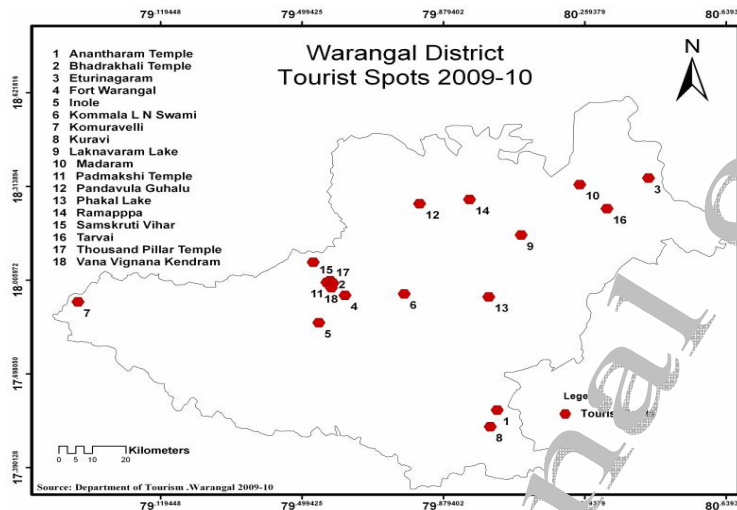 79.119448 79.499425 79.879402 80.259379 80.6393
Warangal District
Tourist Spots 2009-10
N
1 Anantharam Temple
2 Bhadrakhali Temple
3 Eturinagaram
4 Fort Warangal
5 Inole
6 Kommala L N Swami
7 Komuravelli
8 Kuravi
9 Laknavaram Lake
10 Madaram
11 Padmakshi Temple
12 Pandavula Guhalu
13 Phakal Lake
14 Ramapppa
15 Samskruti Vihar
16 Tarvai
17 Thousand Pillar Temple
18 Vana Vignana Kendram
18.621816
18.313894
18.005972
17.698050
17.390128
10
3
16
12
14
9
15
17
11
2
18
4
6
13
7
5
1
8
Lege
Touris
Kilometers
0 5 10 20
Source: Department of Tourism .Warangal 2009-10
79.119448 79.499425 79.879402 80.259379 80.6393